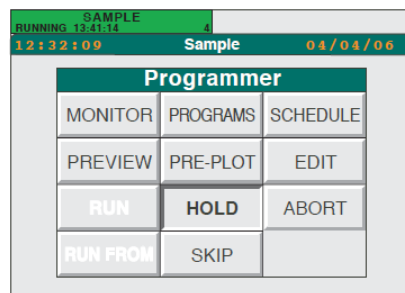 SAMPLE
RUNNING 13:41:14 4
12:32:09 Sample 04/04/06
Programmer
MONITOR PROGRAMS SCHEDULE
PREVIEW PRE-PLOT EDIT
RUN HOLD ABORT
RUN FROM SKIP